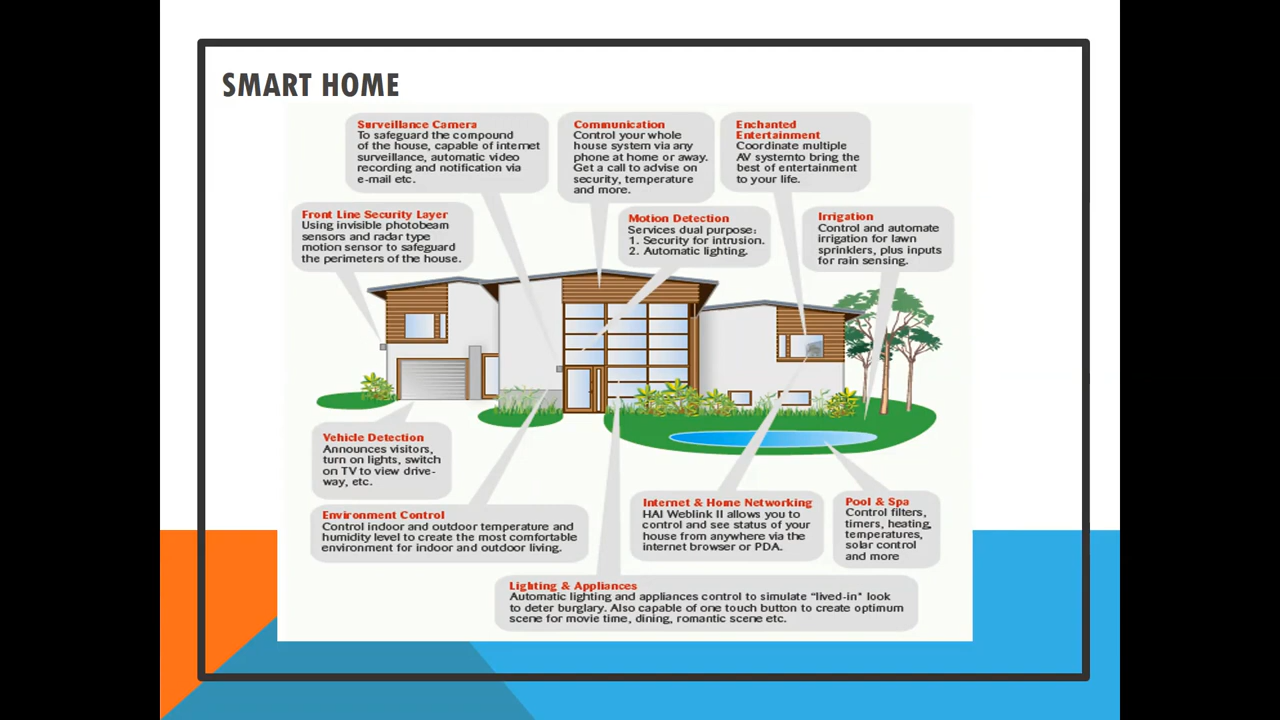 SMART HOME
Surveillance Camera
To safeguard the compound
of the house, capable of internet
surveillance, automatic video
recording and notification via
e-mail etc.
Communication
Control your whole
house system via any
phone at home or away.
Get a call to advise on
security, temperature
and more.
Enchanted
Entertainment
Coordinate multiple
AV systemto bring the
best of entertainment
to your life.
Front Line Security Layer
Using invisible photobeam
sensors and radar type
motion sensor to safeguard
the perimeters of the house.
Motion Detection
Services dual purpose:
1. Security for intrusion.
2. Automatic lighting.
Irrigation
Control and automate
irrigation for lawn
sprinklers, plus inputs
for rain sensing.
Vehicle Detection
Announces visitors,
turn on lights, switch
on TV to view drive-
way, etc.
Environment Control
Control indoor and outdoor temperature and
humidity level to create the most comfortable
environment for indoor and outdoor living.
Internet & Home Networking
HAI Weblink II allows you to
control and see status of your
house from anywhere via the
internet browser or PDA.
Pool & Spa
Control filters,
timers, heating,
temperatures,
solar control
and more
Lighting & Appliances
Automatic lighting and appliances control to simulate "lived-in" look
to deter burglary. Also capable of one touch button to create optimum
scene for movie time, dining, romantic scene etc.